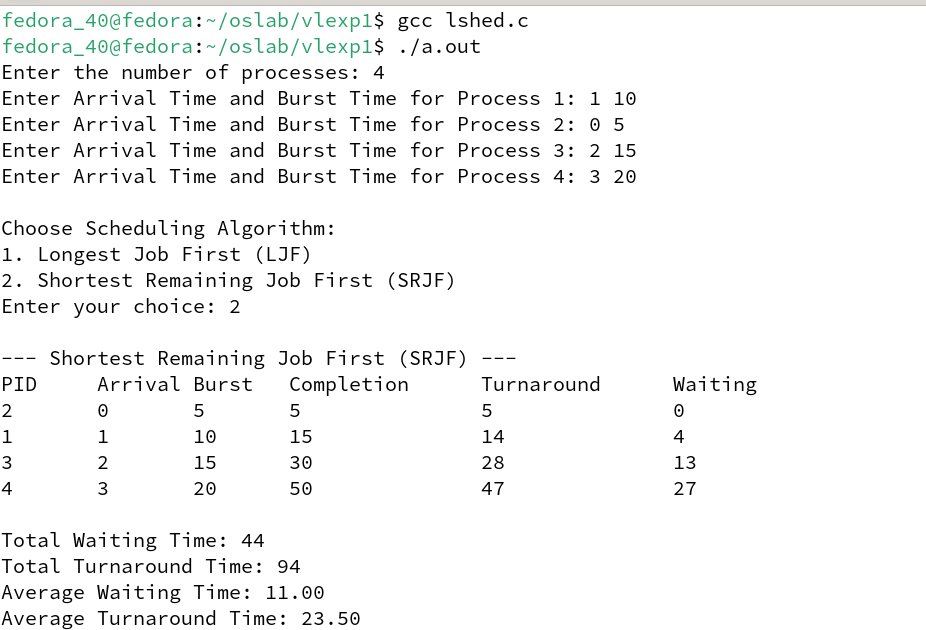 fedora_40@fedora:~/oslab/vlexp1$ gcc lshed.c
fedora_40@fedora:~/oslab/vlexp1$ ./a.out
Enter the number of processes: 4
Enter Arrival Time and Burst Time for Process 1: 1 10
Enter Arrival Time and Burst Time for Process 2: 0 5
Enter Arrival Time and Burst Time for Process 3: 2 15
Enter Arrival Time and Burst Time for Process 4: 3 20

Choose Scheduling Algorithm:
1. Longest Job First (LJF)
2. Shortest Remaining Job First (SRJF)
Enter your choice: 2

--- Shortest Remaining Job First (SRJF) ---
PID     Arrival Burst   Completion      Turnaround      Waiting
2       0       5       5               5               0
1       1       10      15              14              4
3       2       15      30              28              13
4       3       20      50              47              27

Total Waiting Time: 44
Total Turnaround Time: 94
Average Waiting Time: 11.00
Average Turnaround Time: 23.50